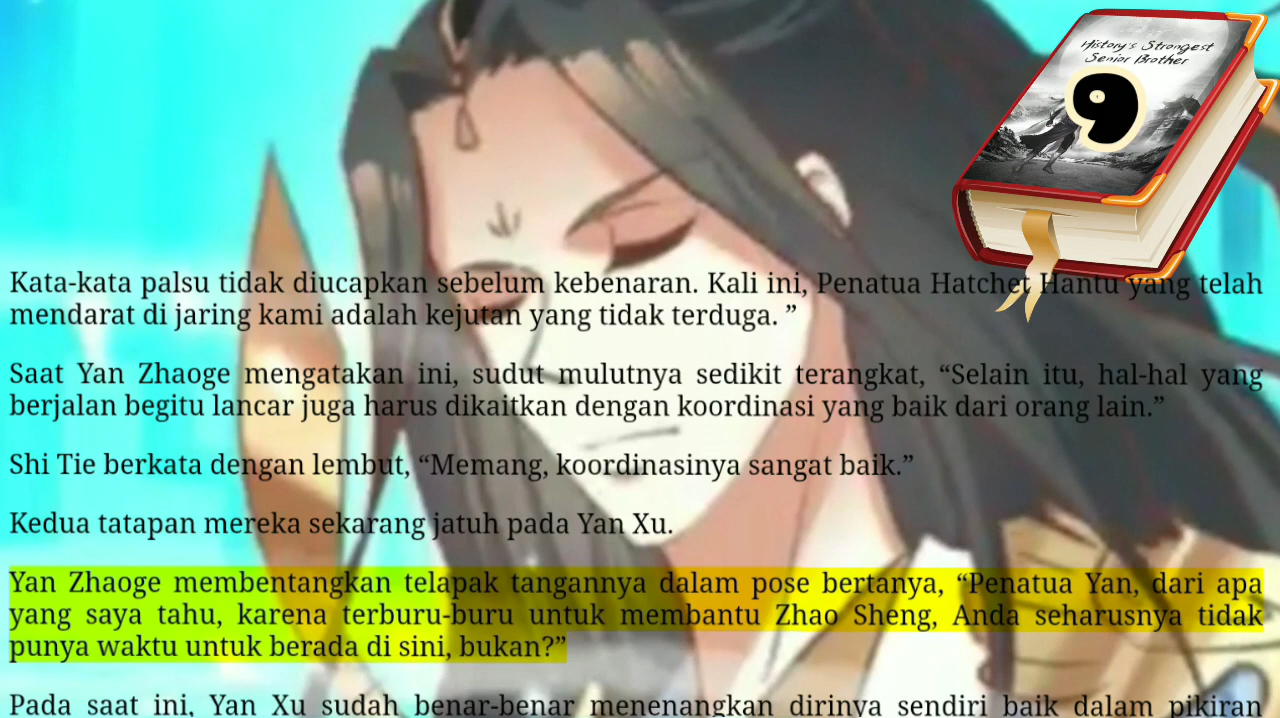 History's Strongest
Senior Brother
9
Kata-kata palsu tidak diucapkan sebelum kebenaran. Kali ini, Penatua Hatchet Hantu yang telah
mendarat di jaring kami adalah kejutan yang tidak terduga. ”
Saat Yan Zhaoge mengatakan ini, sudut mulutnya sedikit terangkat, “Selain itu, hal-hal yang
berjalan begitu lancar juga harus dikaitkan dengan koordinasi yang baik dari orang lain.”
Shi Tie berkata dengan lembut, “Memang, koordinasinya sangat baik.”
Kedua tatapan mereka sekarang jatuh pada Yan Xu.
Yan Zhaoge membentangkan telapak tangannya dalam pose bertanya, “Penatua Yan, dari apa
yang saya tahu, karena terburu-buru untuk membantu Zhao Sheng, Anda seharusnya tidak
punya waktu untuk berada di sini, bukan?”
Pada saat ini, Yan Xu sudah benar-benar menenangkan dirinya sendiri baik dalam pikiran